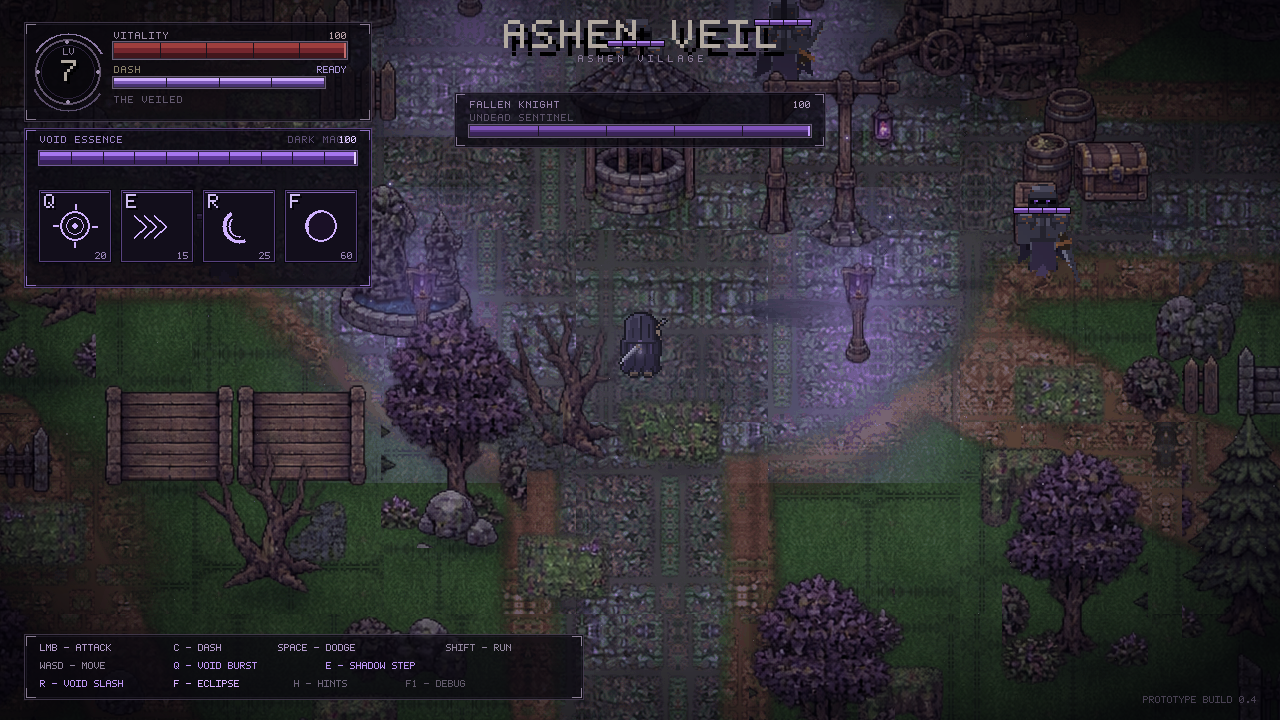 ASHEN VEIL
ASHEN VILLAGE
VITALITY 100
LV
7
DASH READY
THE VEILED
VOID ESSENCE 100
Q E R F
20 15 25 60
FALLEN KNIGHT 100
UNDEAD SENTINEL
LMB - ATTACK C - DASH SPACE - DODGE SHIFT - RUN
WASD - MOVE Q - VOID BURST E - SHADOW STEP
R - VOID SLASH F - ECLIPSE H - HINTS F1 - DEBUG
PROTOTYPE BUILD 0.4